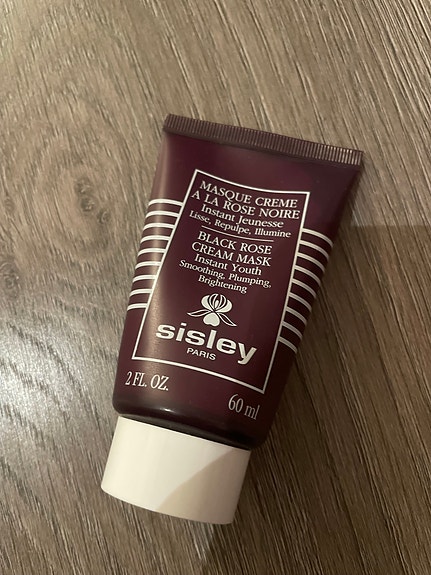 MASQUE CREME
A LA ROSE NOIRE
Instant Jeunesse
Lisse, Repulpe, Illumine
BLACK ROSE
CREAM MASK
Instant Youth
Smoothing, Plumping,
Brightening
sisley
PARIS
2 FL. OZ.
60 ml